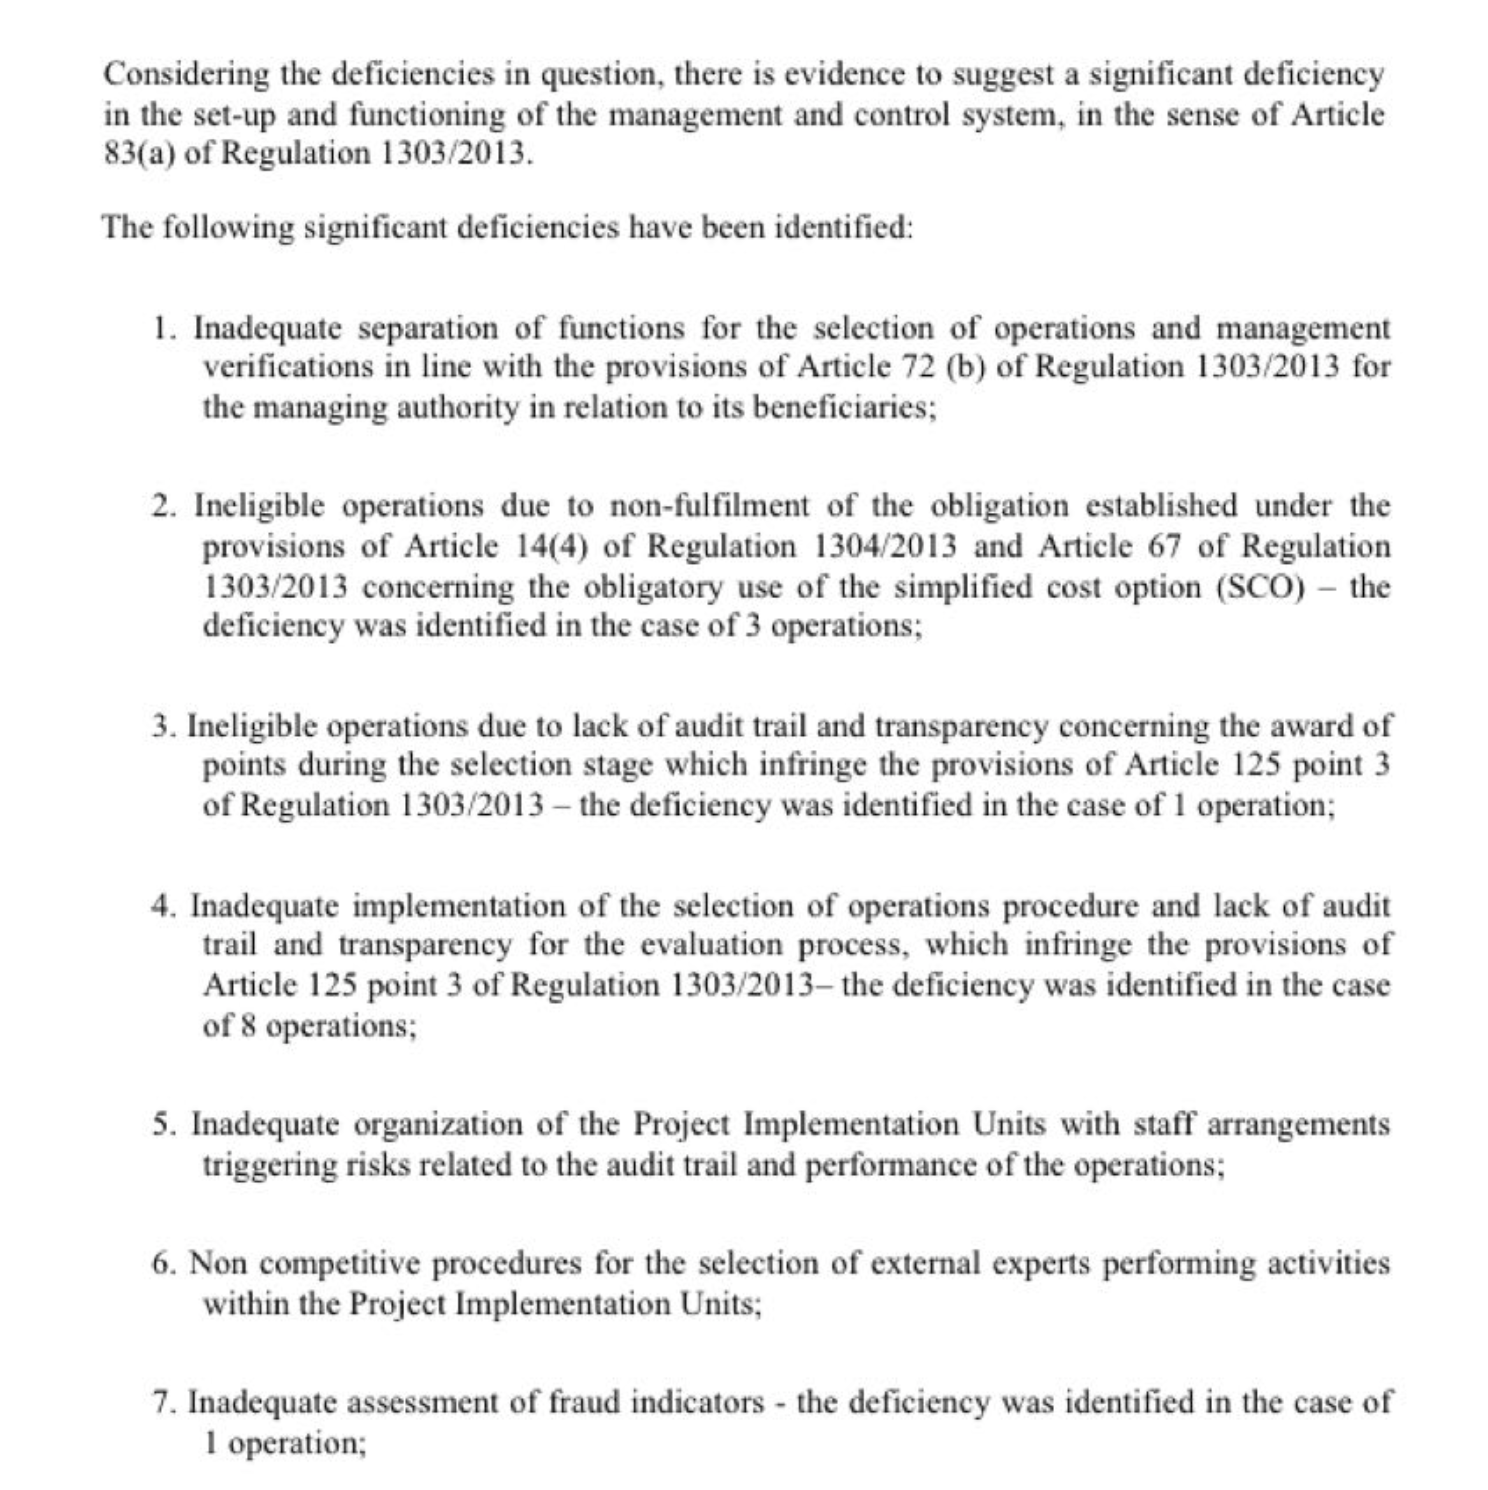 Considering the deficiencies in question, there is evidence to suggest a significant deficiency
in the set-up and functioning of the management and control system, in the sense of Article
83(a) of Regulation 1303/2013.
The following significant deficiencies have been identified:
1. Inadequate separation of functions for the selection of operations and management
verifications in line with the provisions of Article 72 (b) of Regulation 1303/2013 for
the managing authority in relation to its beneficiaries;
2. Ineligible operations due to non-fulfilment of the obligation established under the
provisions of Article 14(4) of Regulation 1304/2013 and Article 67 of Regulation
1303/2013 concerning the obligatory use of the simplified cost option (SCO) – the
deficiency was identified in the case of 3 operations;
3. Ineligible operations due to lack of audit trail and transparency concerning the award of
points during the selection stage which infringe the provisions of Article 125 point 3
of Regulation 1303/2013 – the deficiency was identified in the case of 1 operation;
4. Inadequate implementation of the selection of operations procedure and lack of audit
trail and transparency for the evaluation process, which infringe the provisions of
Article 125 point 3 of Regulation 1303/2013– the deficiency was identified in the case
of 8 operations;
5. Inadequate organization of the Project Implementation Units with staff arrangements
triggering risks related to the audit trail and performance of the operations;
6. Non competitive procedures for the selection of external experts performing activities
within the Project Implementation Units;
7. Inadequate assessment of fraud indicators - the deficiency was identified in the case of
1 operation;